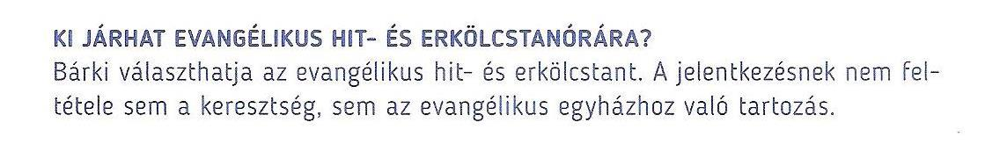 KI JÁRHAT EVANGÉLIKUS HIT- ÉS ERKÖLCSTANÓRÁRA?
Bárki választhatja az evangélikus hit- és erkölcstant. A jelentkezésnek nem fel-
tétele sem a keresztség, sem az evangélikus egyházhoz való tartozás.